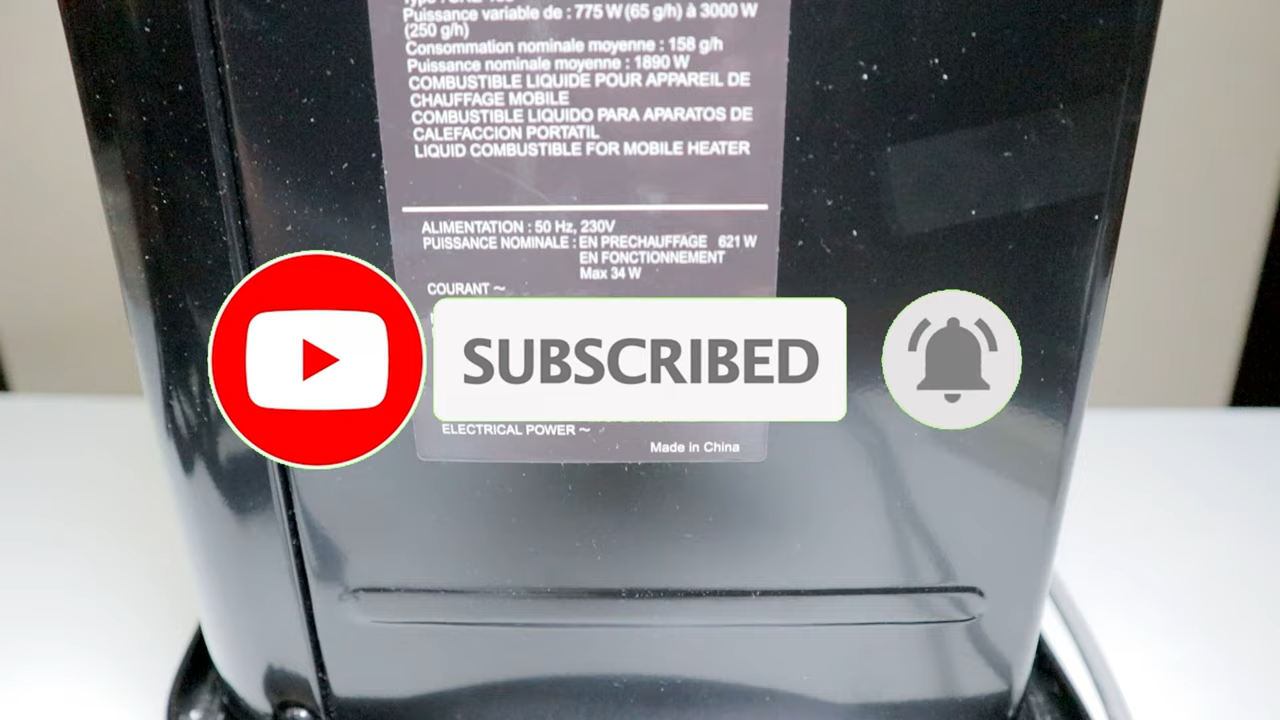 Puissance variable de : 775 W (65 g/h) à 3000 W
(250 g/h)
Consommation nominale moyenne : 158 g/h
Puissance nominale moyenne : 1890 W
COMBUSTIBLE LIQUIDE POUR APPAREIL DE
CHAUFFAGE MOBILE
COMBUSTIBLE LIQUIDO PARA APARATOS DE
CALEFACCION PORTATIL
LIQUID COMBUSTIBLE FOR MOBILE HEATER
ALIMENTATION : 50 Hz, 230V
PUISSANCE NOMINALE : EN PRECHAUFFAGE 621 W
EN FONCTIONNEMENT
Max 34 W
COURANT ~
SUBSCRIBED
ELECTRICAL POWER ~
Made in China